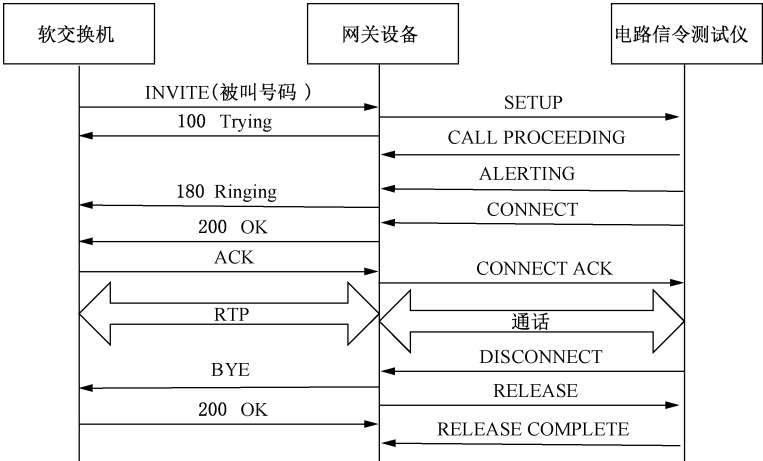 软交换机
网关设备
电路信令测试仪
INVITE(被叫号码 )
SETUP
100 Trying
CALL PROCEEDING
ALERTING
180 Ringing
CONNECT
200 OK
ACK
CONNECT ACK
RTP
通话
DISCONNECT
BYE
RELEASE
200 OK
RELEASE COMPLETE